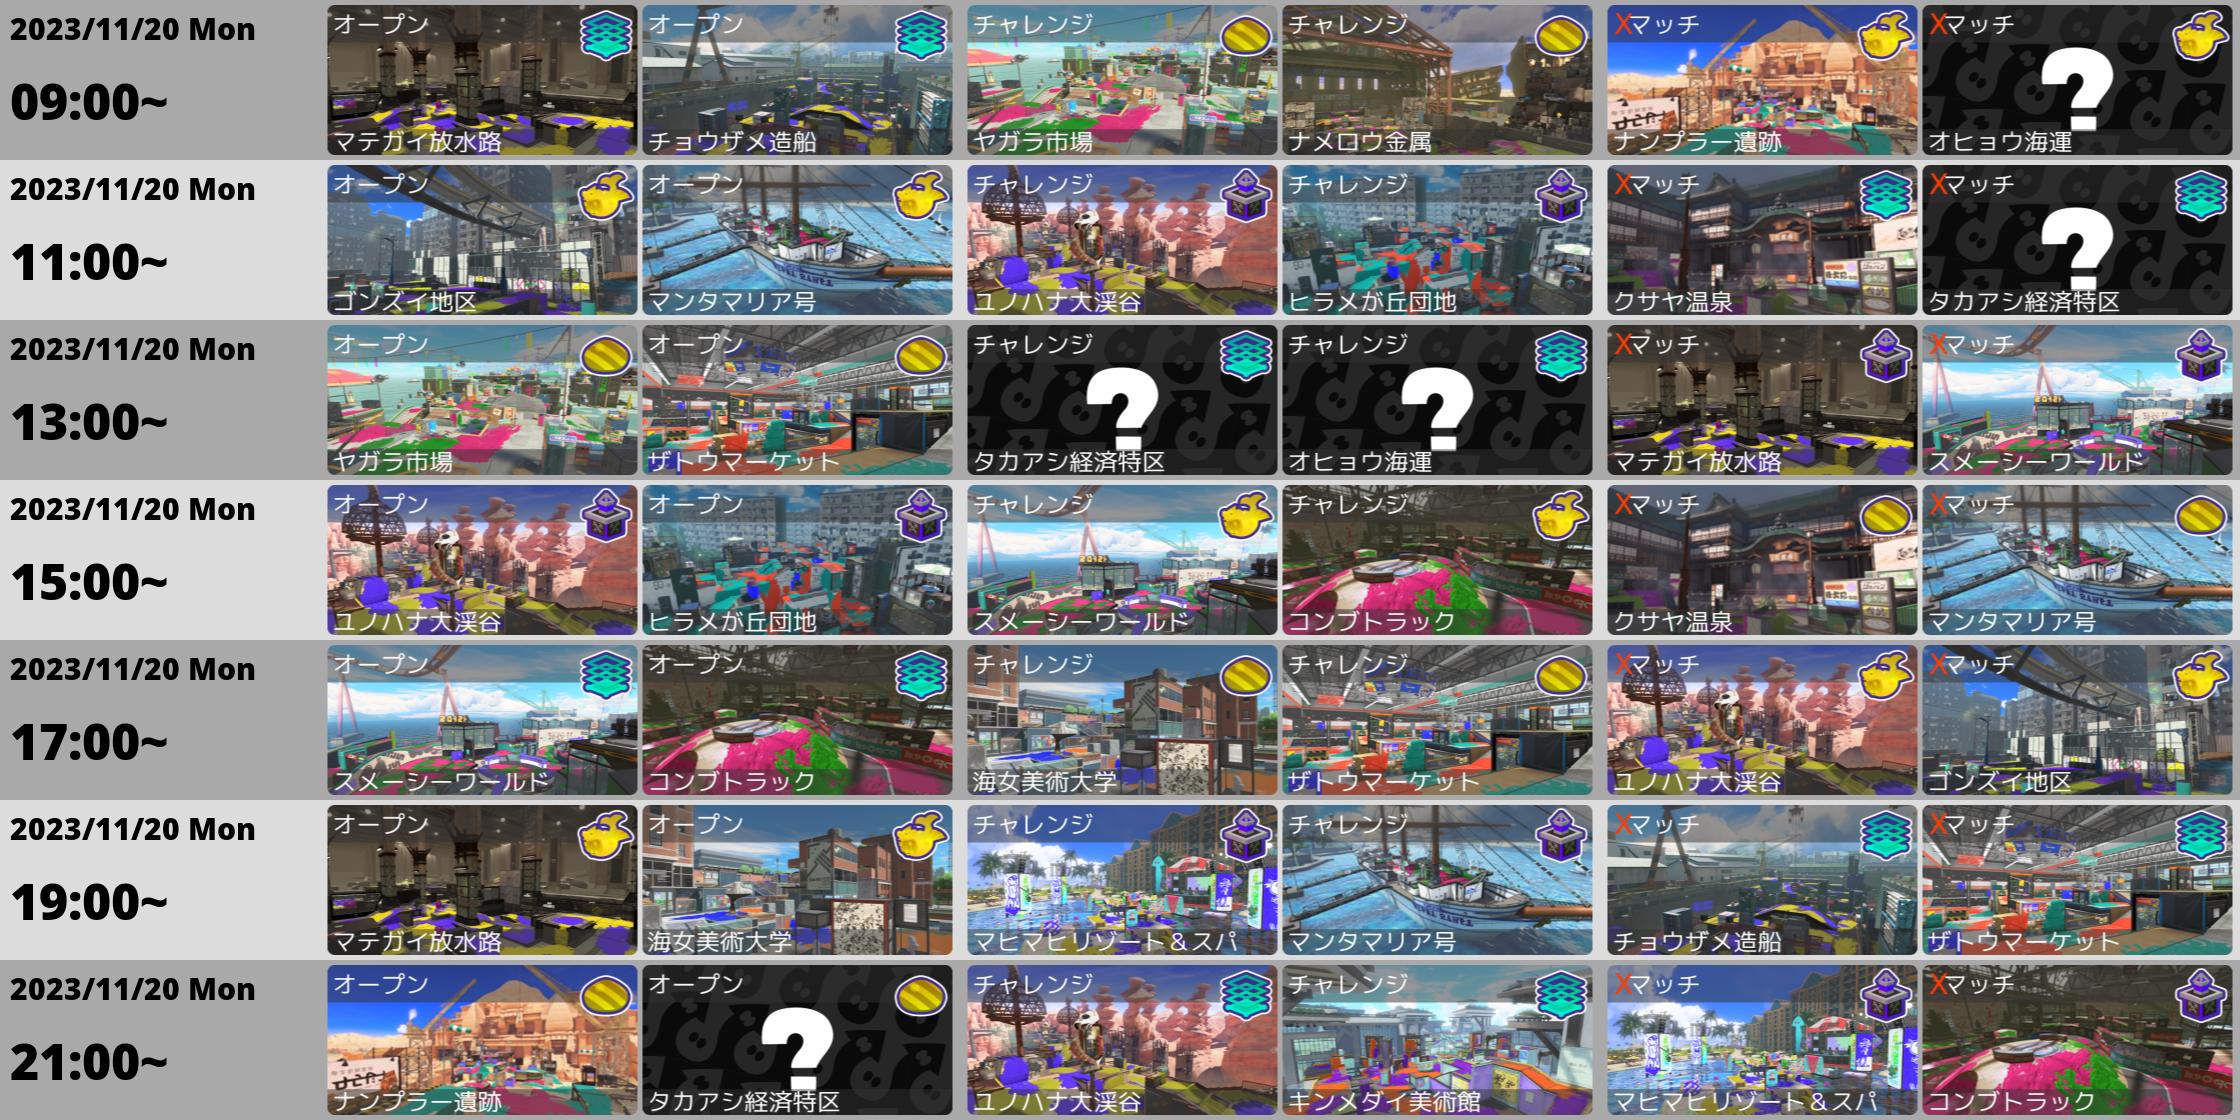 2023/11/20 Mon
09:00~
オープン
マテガイ放水路
オープン
チョウザメ造船
チャレンジ
ヤガラ市場
チャレンジ
ナメロウ金属
Xマッチ
ナンプラー遺跡
Xマッチ
?
オヒョウ海運
2023/11/20 Mon
11:00~
オープン
ゴンズイ地区
オープン
マンタマリア号
チャレンジ
ユノハナ大渓谷
チャレンジ
ヒラメが丘団地
Xマッチ
クサヤ温泉
Xマッチ
?
タカアシ経済特区
2023/11/20 Mon
13:00~
オープン
ヤガラ市場
オープン
ザトウマーケット
チャレンジ
?
タカアシ経済特区
チャレンジ
?
オヒョウ海運
Xマッチ
マテガイ放水路
Xマッチ
スメーシーワールド
2023/11/20 Mon
15:00~
オープン
ユノハナ大渓谷
オープン
ヒラメが丘団地
チャレンジ
スメーシーワールド
チャレンジ
コンブトラック
Xマッチ
クサヤ温泉
Xマッチ
マンタマリア号
2023/11/20 Mon
17:00~
オープン
スメーシーワールド
オープン
コンブトラック
チャレンジ
海女美術大学
チャレンジ
ザトウマーケット
Xマッチ
ユノハナ大渓谷
Xマッチ
ゴンズイ地区
2023/11/20 Mon
19:00~
オープン
マテガイ放水路
オープン
海女美術大学
チャレンジ
マヒマヒリゾート＆スパ
チャレンジ
マンタマリア号
Xマッチ
チョウザメ造船
Xマッチ
ザトウマーケット
2023/11/20 Mon
21:00~
オープン
ナンプラー遺跡
オープン
?
タカアシ経済特区
チャレンジ
ユノハナ大渓谷
チャレンジ
キンメダイ美術館
Xマッチ
マヒマヒリゾート＆スパ
Xマッチ
コンブトラック